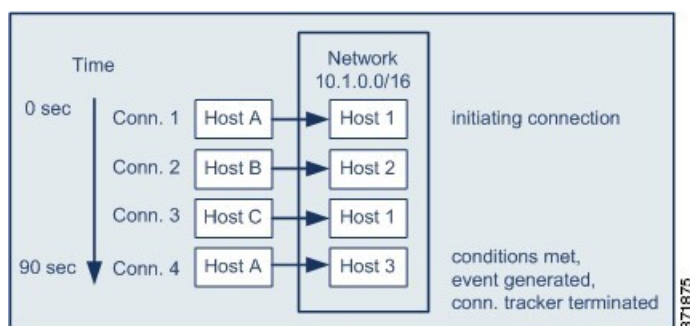 Time
Network
10.1.0.0/16
0 sec
Conn. 1 Host A Host 1 initiating connection
Conn. 2 Host B Host 2
Conn. 3 Host C Host 1
90 sec Conn. 4 Host A Host 3
conditions met,
event generated,
conn. tracker terminated
371875